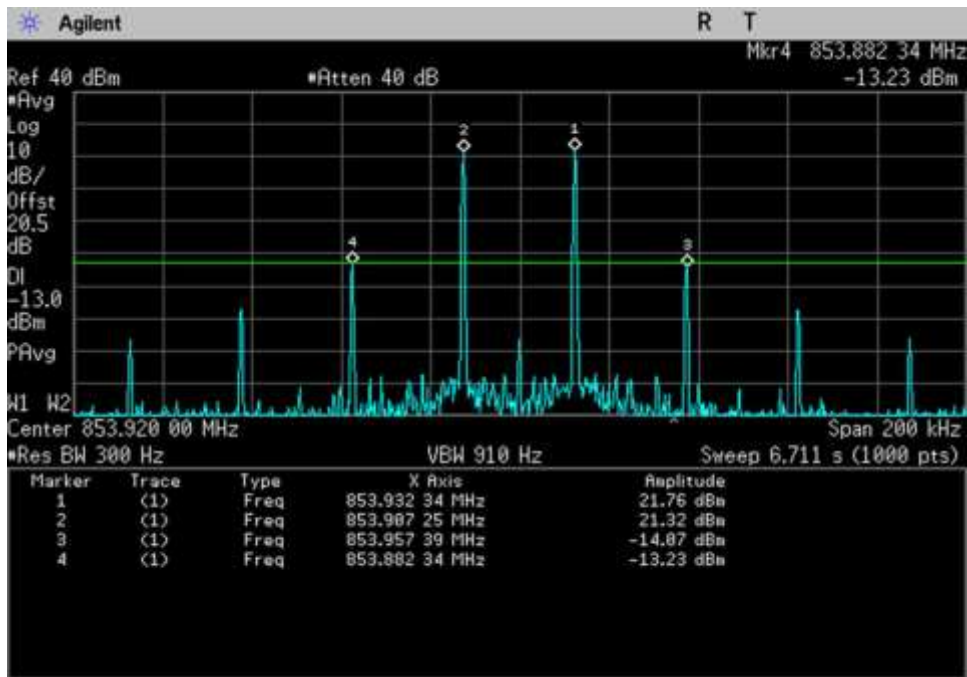 Agilent R T
Mkr4 853.882 34 MHz
Ref 40 dBm *Atten 40 dB -13.23 dBm
*Avg
Log
10
dB/
Offst
20.5
dB
DI
-13.0
dBm
PAvg
W1 W2
2
1
4
3
Center 853.920 00 MHz Span 200 kHz
*Res BW 300 Hz VBW 910 Hz Sweep 6.711 s (1000 pts)
Marker Trace Type X Axis Amplitude
1 (1) Freq 853.932 34 MHz 21.76 dBm
2 (1) Freq 853.907 25 MHz 21.32 dBm
3 (1) Freq 853.957 39 MHz -14.07 dBm
4 (1) Freq 853.882 34 MHz -13.23 dBm